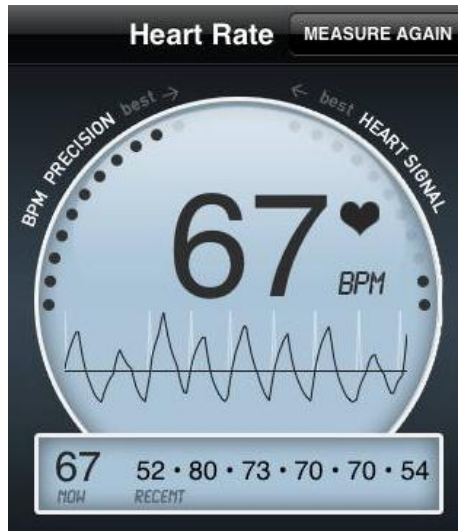 Heart Rate MEASURE AGAIN
BPM PRECISION best →
← best HEART SIGNAL
67♥
BPM
67 52 • 80 • 73 • 70 • 70 • 54
NOW RECENT